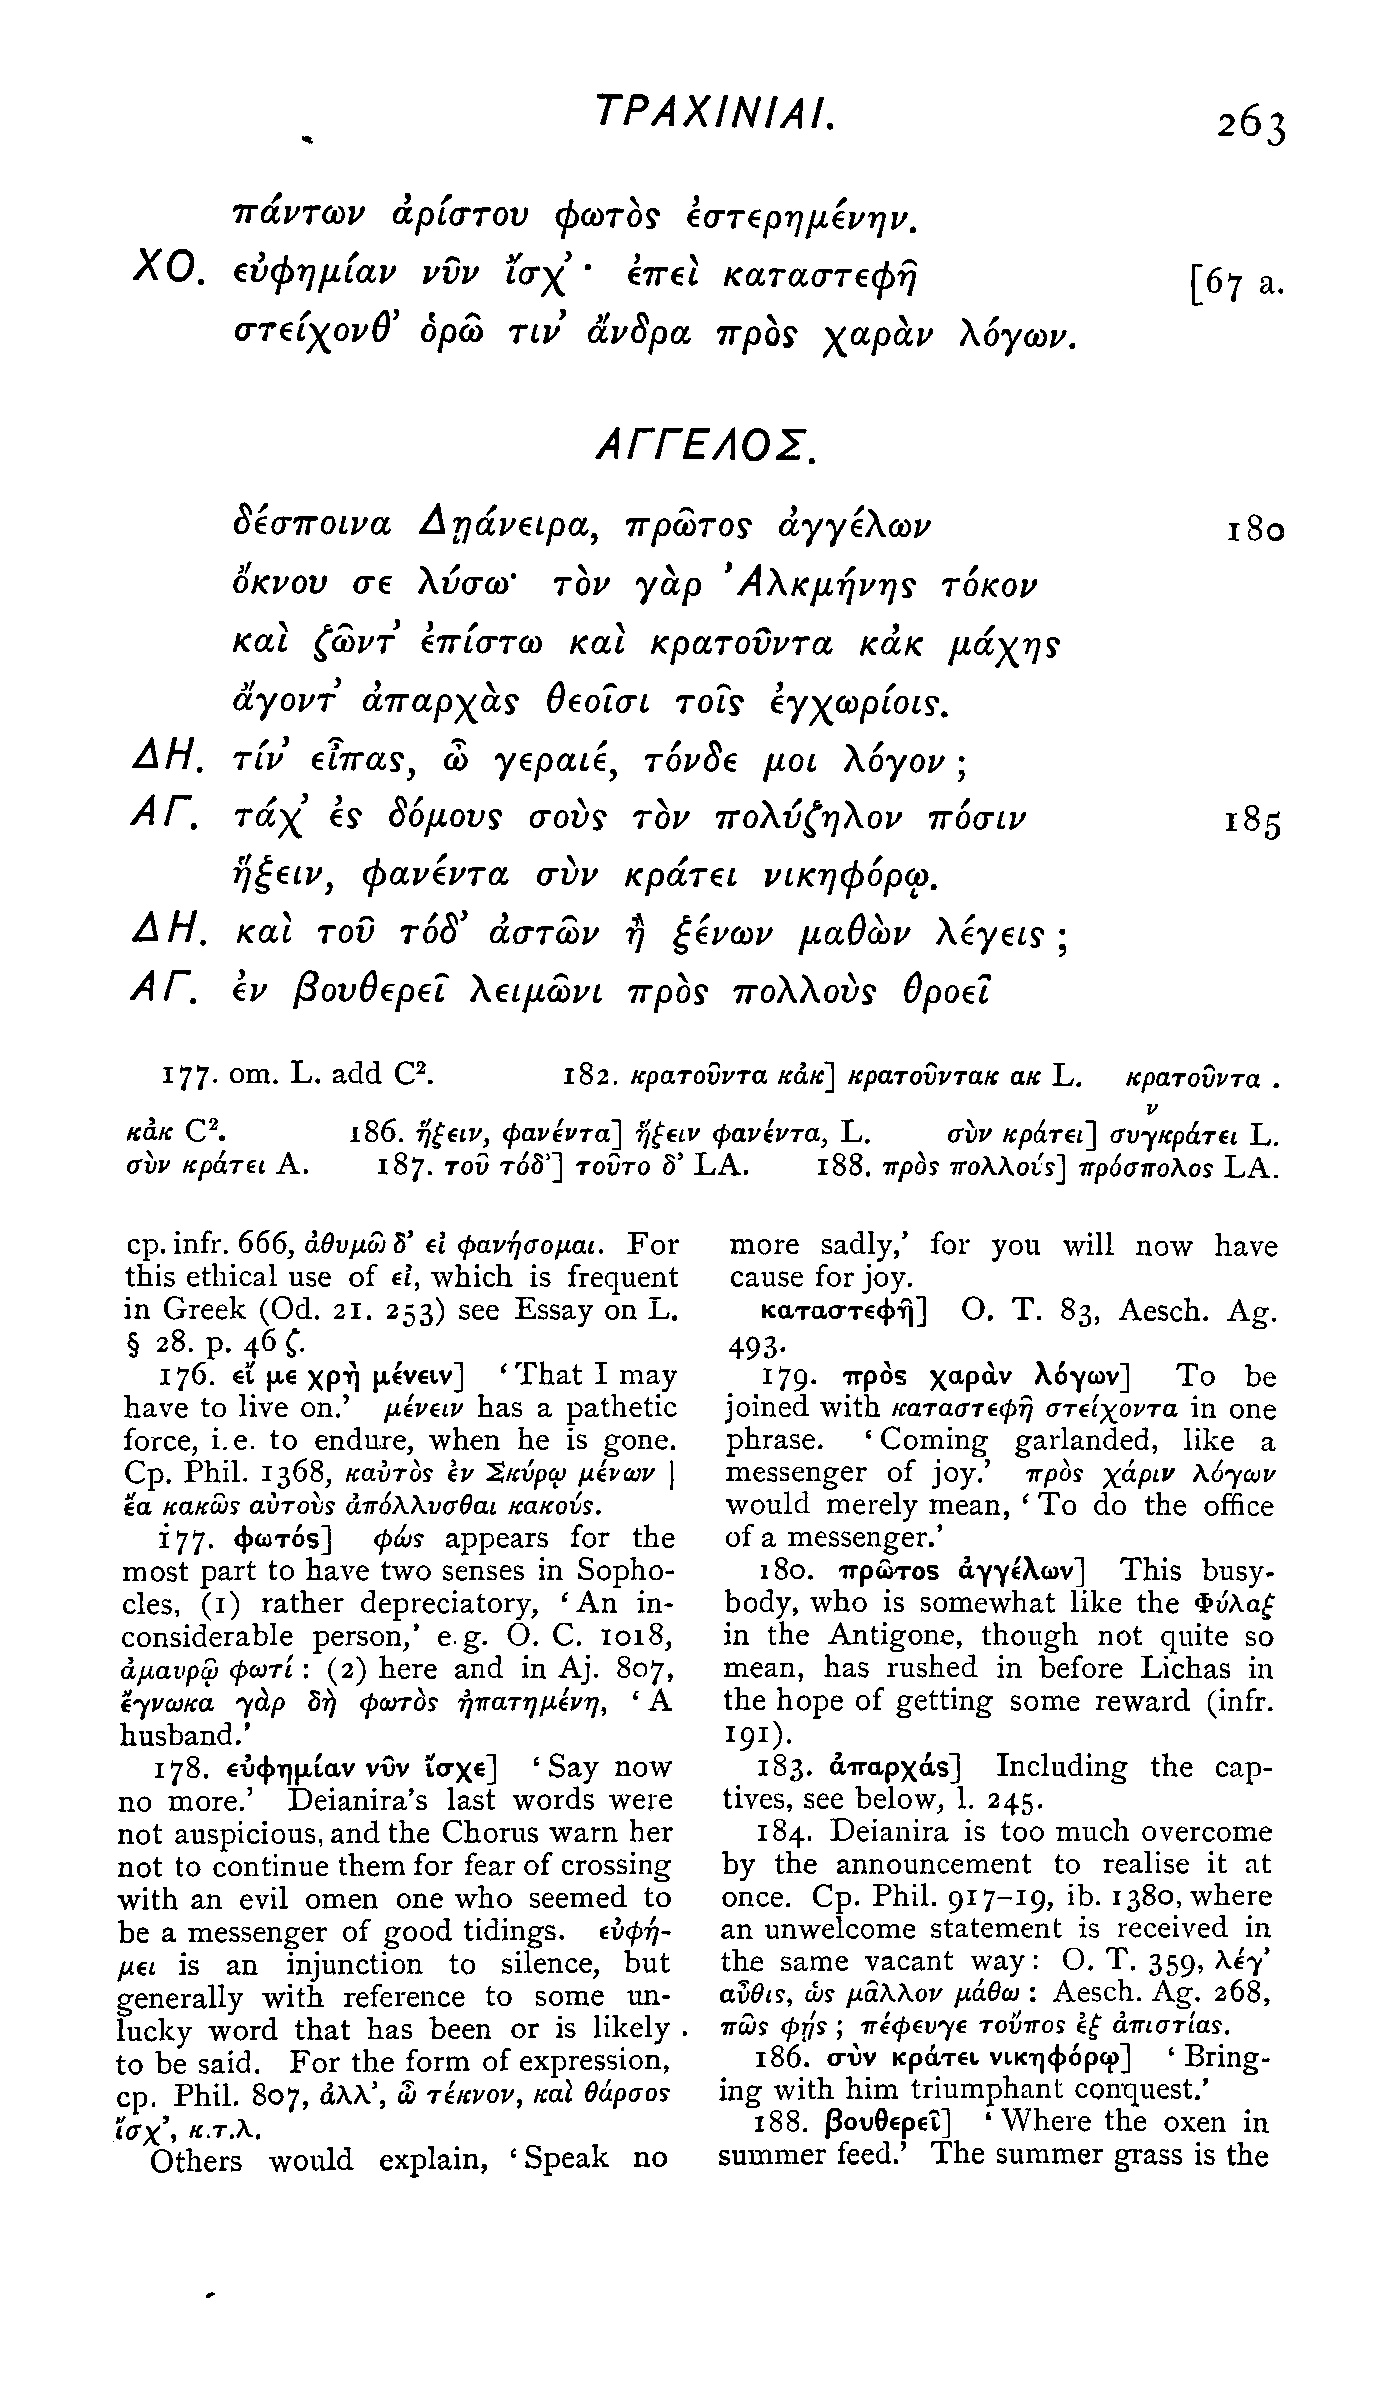 ΤΡΑΧΙΝΙΑΙ.
263
πάντων ἀρίστου φωτὸς ἐστερημένην.
ΧΟ. εὐφημίαν νῦν ἴσχ’· ἐπεὶ καταστεφῆ [67 a.
στείχονθ’ ὁρῶ τιν’ ἄνδρα πρὸς χαρὰν λόγων.
ΑΓΓΕΛΟΣ.
δέσποινα Δῃάνειρα, πρῶτος ἀγγέλων 180
ὄκνου σε λύσω· τὸν γὰρ ’Αλκμήνης τόκον
καὶ ζῶντ’ ἐπίστω καὶ κρατοῦντα κἀκ μάχης
ἄγοντ’ ἀπαρχὰς θεοῖσι τοῖς ἐγχωρίοις.
ΔΗ. τίν’ εἶπας, ὦ γεραιέ, τόνδε μοι λόγον ;
ΑΓ. τάχ’ ἐς δόμους σοὺς τὸν πολύζηλον πόσιν 185
ἥξειν, φανέντα σὺν κράτει νικηφόρῳ.
ΔΗ. καὶ τοῦ τόδ’ ἀστῶν ἢ ξένων μαθὼν λέγεις ;
ΑΓ. ἐν βουθερεῖ λειμῶνι πρὸς πολλοὺς θροεῖ
177. om. L. add C². 182. κρατοῦντα κἀκ] κρατοῦντακ ακ L. κρατοῦντα .
κἀκ C². 186. ἥξειν, φανέντα] ἥξειν φανέντα, L. σὺν κράτει] συγκράτει L.
ν
σὺν κράτει A. 187. τοῦ τόδ’] τοῦτο δ’ LA. 188. πρὸς πολλούς] πρόσπολος LA.
cp. infr. 666, ἀθυμῶ δ’ εἰ φανήσομαι. For
this ethical use of εἰ, which is frequent
in Greek (Od. 21. 253) see Essay on L.
§ 28. p. 46 ζ.
176. εἴ με χρὴ μένειν] ‘That I may
have to live on.’ μένειν has a pathetic
force, i.e. to endure, when he is gone.
Cp. Phil. 1368, καὐτὸς ἐν Σκύρῳ μένων |
ἔα κακῶς αὐτοὺς ἀπόλλυσθαι κακούς.
177. φωτός] φώς appears for the
most part to have two senses in Sopho-
cles, (1) rather depreciatory, ‘An in-
considerable person,’ e.g. O. C. 1018,
ἀμαυρῷ φωτί : (2) here and in Aj. 807,
ἔγνωκα γὰρ δὴ φωτὸς ἠπατημένη, ‘A
husband.’
178. εὐφημίαν νῦν ἴσχε] ‘Say now
no more.’ Deianira’s last words were
not auspicious, and the Chorus warn her
not to continue them for fear of crossing
with an evil omen one who seemed to
be a messenger of good tidings. εὐφή-
μει is an injunction to silence, but
generally with reference to some un-
lucky word that has been or is likely .
to be said. For the form of expression,
cp. Phil. 807, ἀλλ’, ὦ τέκνον, καὶ θάρσος
ἴσχ’, κ.τ.λ.
Others would explain, ‘Speak no
more sadly,’ for you will now have
cause for joy.
καταστεφῆ] O. T. 83, Aesch. Ag.
493.
179. πρὸς χαρὰν λόγων] To be
joined with καταστεφῆ στείχοντα in one
phrase. ‘Coming garlanded, like a
messenger of joy.’ πρὸς χάριν λόγων
would merely mean, ‘To do the office
of a messenger.’
180. πρῶτος ἀγγέλων] This busy-
body, who is somewhat like the Φύλαξ
in the Antigone, though not quite so
mean, has rushed in before Lichas in
the hope of getting some reward (infr.
191).
183. ἀπαρχάς] Including the cap-
tives, see below, l. 245.
184. Deianira is too much overcome
by the announcement to realise it at
once. Cp. Phil. 917–19, ib. 1380, where
an unwelcome statement is received in
the same vacant way : O. T. 359, λέγ’
αὖθις, ὡς μᾶλλον μάθω : Aesch. Ag. 268,
πῶς φῄς ; πέφευγε τοὔπος ἐξ ἀπιστίας.
186. σὺν κράτει νικηφόρῳ] ‘Bring-
ing with him triumphant conquest.’
188. βουθερεῖ] ‘Where the oxen in
summer feed.’ The summer grass is the